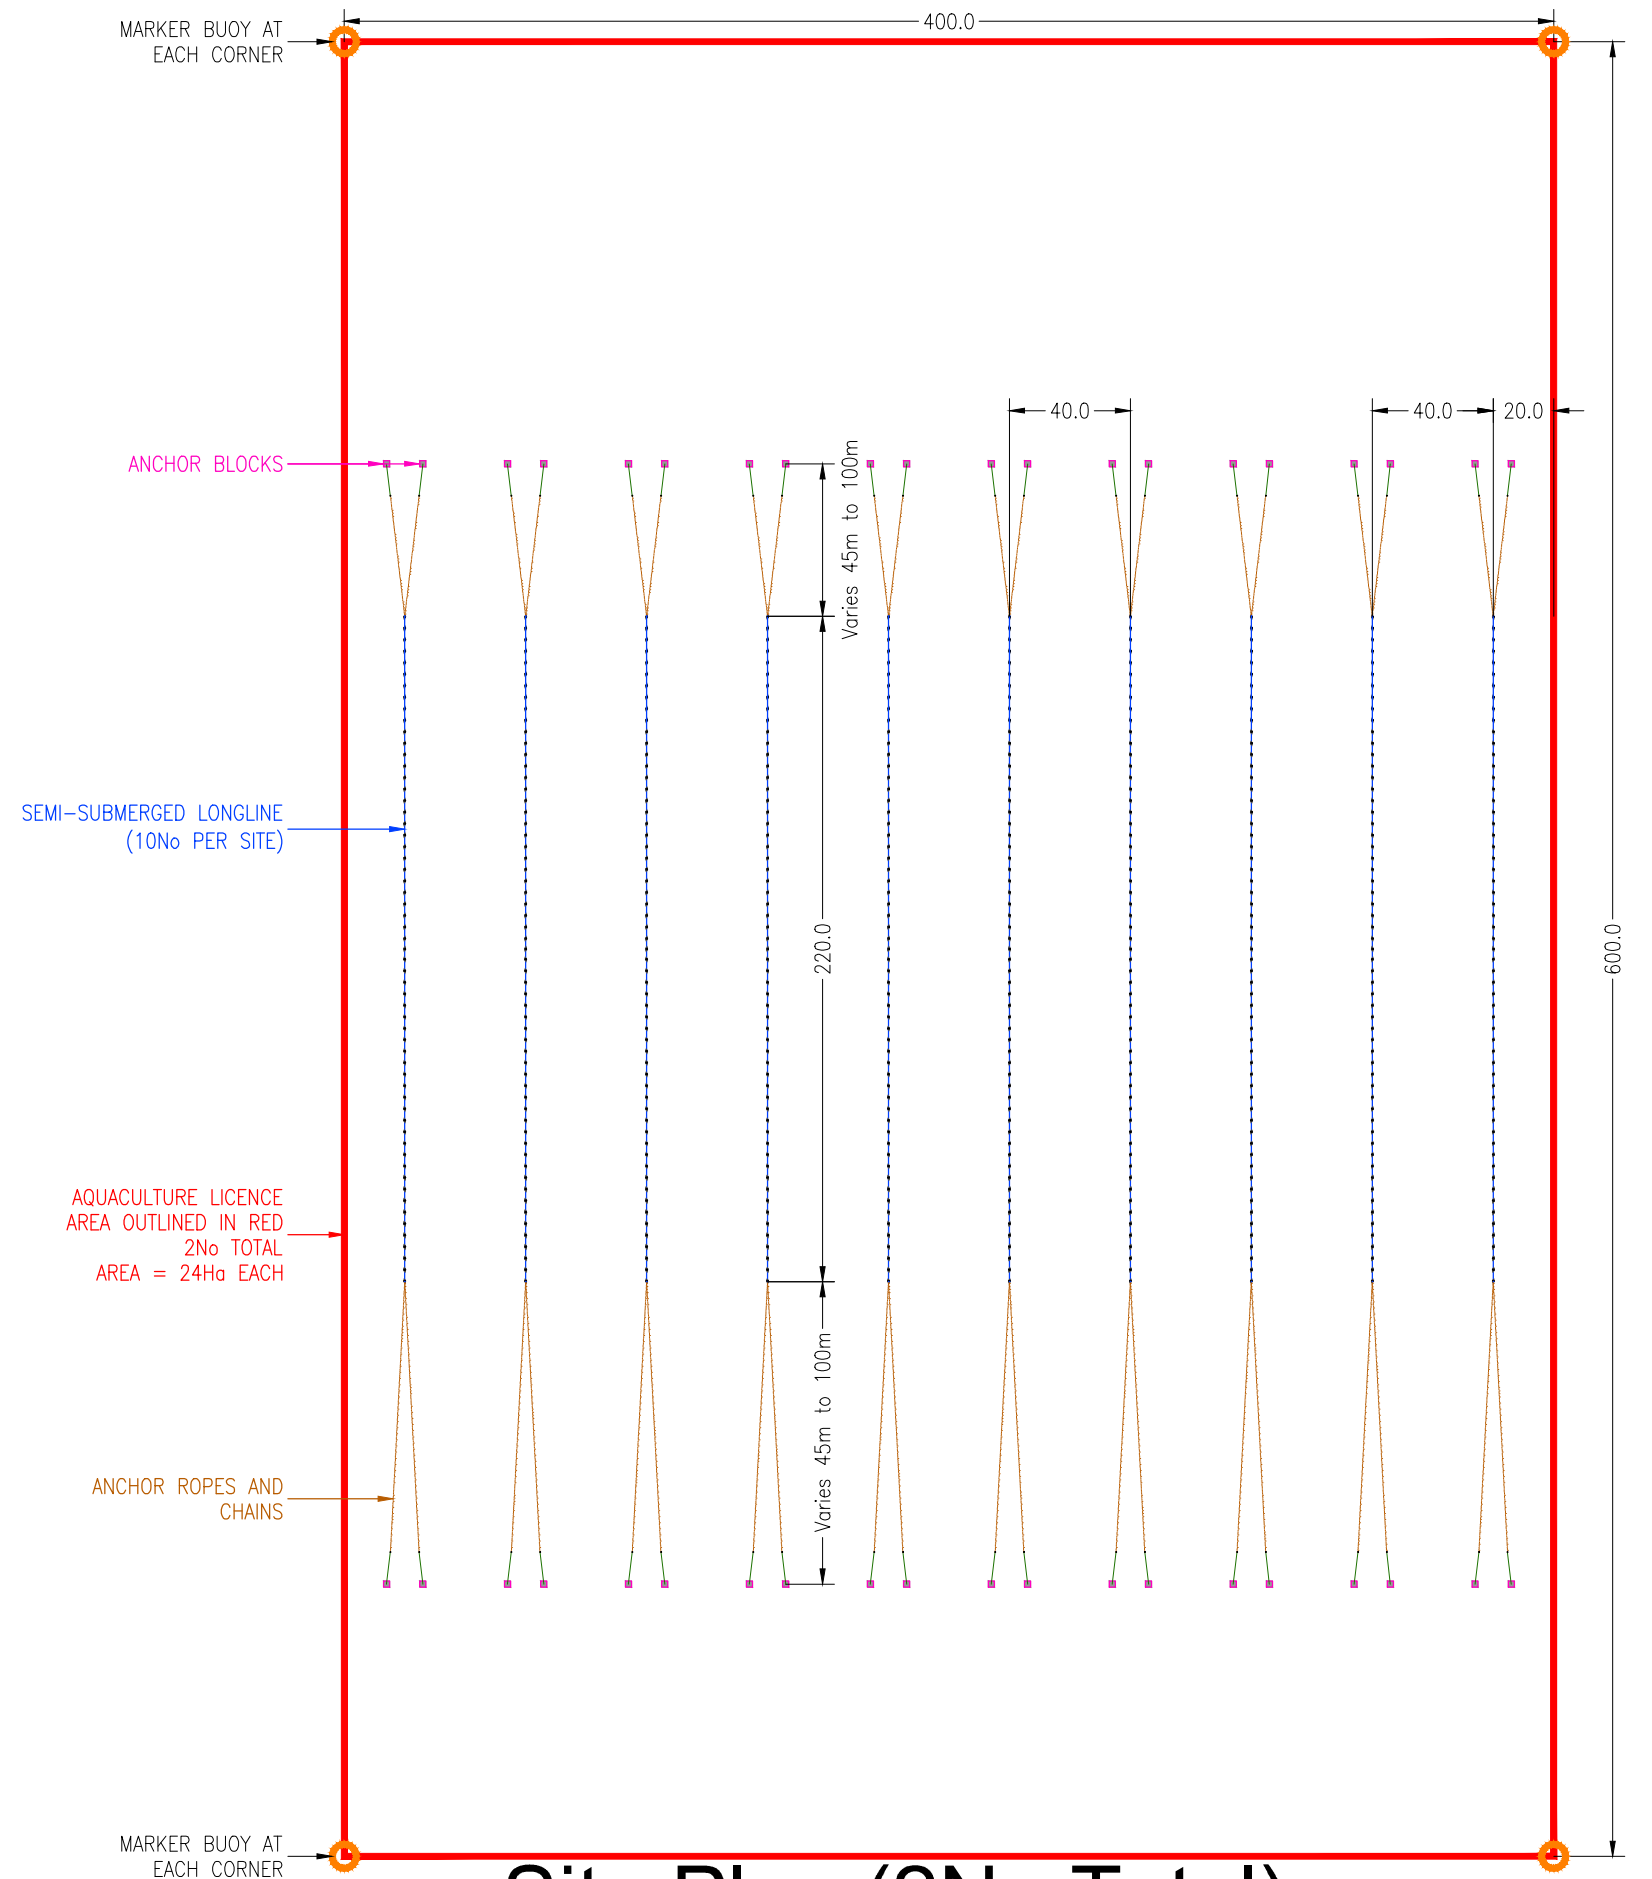 400.0
MARKER BUOY AT
EACH CORNER
40.0
40.0
20.0
ANCHOR BLOCKS
Varies 45m to 100m
SEMI-SUBMERGED LONGLINE
(10No PER SITE)
220.0
600.0
AQUACULTURE LICENCE
AREA OUTLINED IN RED
2No TOTAL
AREA = 24Ha EACH
Varies 45m to 100m
ANCHOR ROPES AND
CHAINS
MARKER BUOY AT
EACH CORNER